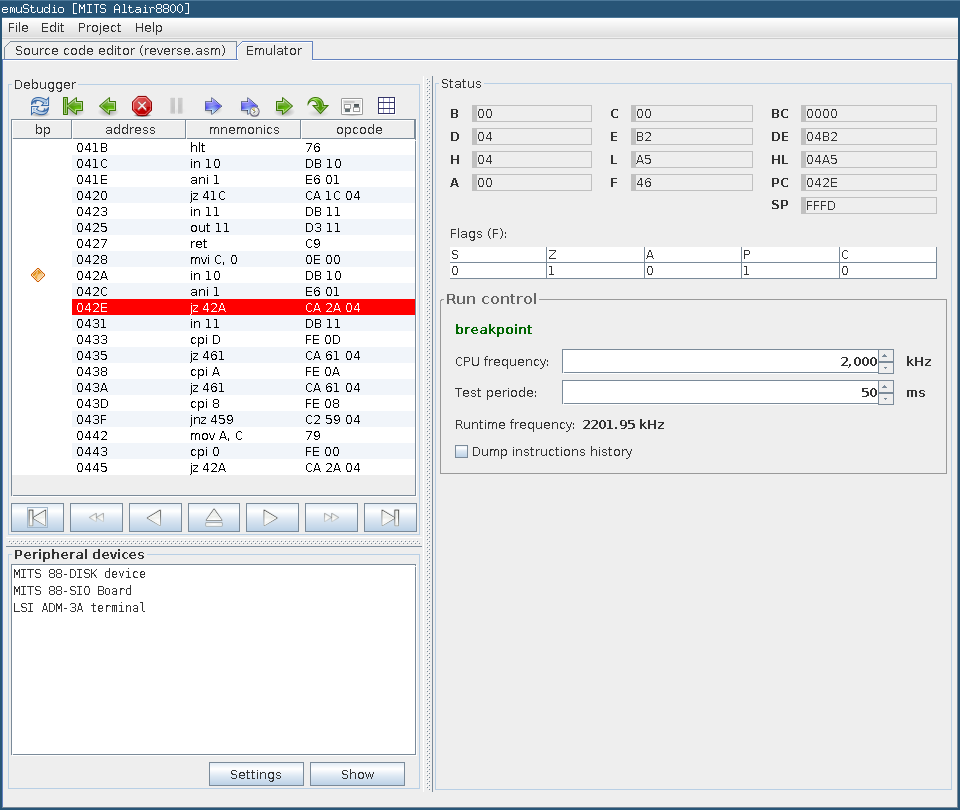 emuStudio [MITS Altair8800]
File Edit Project Help
Source code editor (reverse.asm) Emulator
Debugger
bp address mnemonics opcode
041B hlt 76
041C in 10 DB 10
041E ani 1 E6 01
0420 jz 41C CA 1C 04
0423 in 11 DB 11
0425 out 11 D3 11
0427 ret C9
0428 mvi C, 0 0E 00
042A in 10 DB 10
042C ani 1 E6 01
042E jz 42A CA 2A 04
0431 in 11 DB 11
0433 cpi D FE 0D
0435 jz 461 CA 61 04
0438 cpi A FE 0A
043A jz 461 CA 61 04
043D cpi 8 FE 08
043F jnz 459 C2 59 04
0442 mov A, C 79
0443 cpi 0 FE 00
0445 jz 42A CA 2A 04
Peripheral devices
MITS 88-DISK device
MITS 88-SIO Board
LSI ADM-3A terminal
Settings Show
Status
B 00 C 00 BC 0000
D 04 E B2 DE 04B2
H 04 L A5 HL 04A5
A 00 F 46 PC 042E
SP FFFD
Flags (F):
S Z A P C
0 1 0 1 0
Run control
breakpoint
CPU frequency: 2,000 kHz
Test periode: 50 ms
Runtime frequency: 2201.95 kHz
Dump instructions history